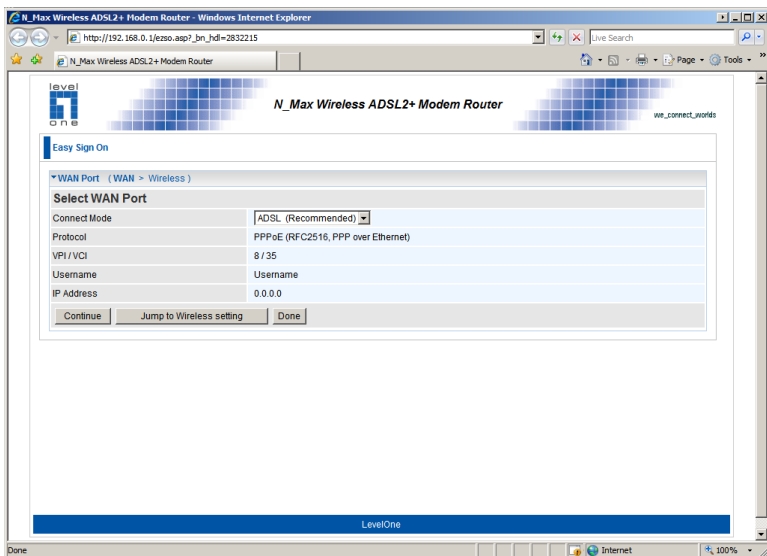 N_Max Wireless ADSL2+ Modem Router - Windows Internet Explorer
http://192.168.0.1/ezso.asp?_bn_hdl=2832215
Live Search
N_Max Wireless ADSL2+ Modem Router
Page
Tools
level
one
N_Max Wireless ADSL2+ Modem Router
we_connect_worlds
Easy Sign On
WAN Port ( WAN > Wireless )
Select WAN Port
Connect Mode ADSL (Recommended)
Protocol PPPoE (RFC2516, PPP over Ethernet)
VPI / VCI 8 / 35
Username Username
IP Address 0.0.0.0
Continue Jump to Wireless setting Done
LevelOne
Done Internet 100%